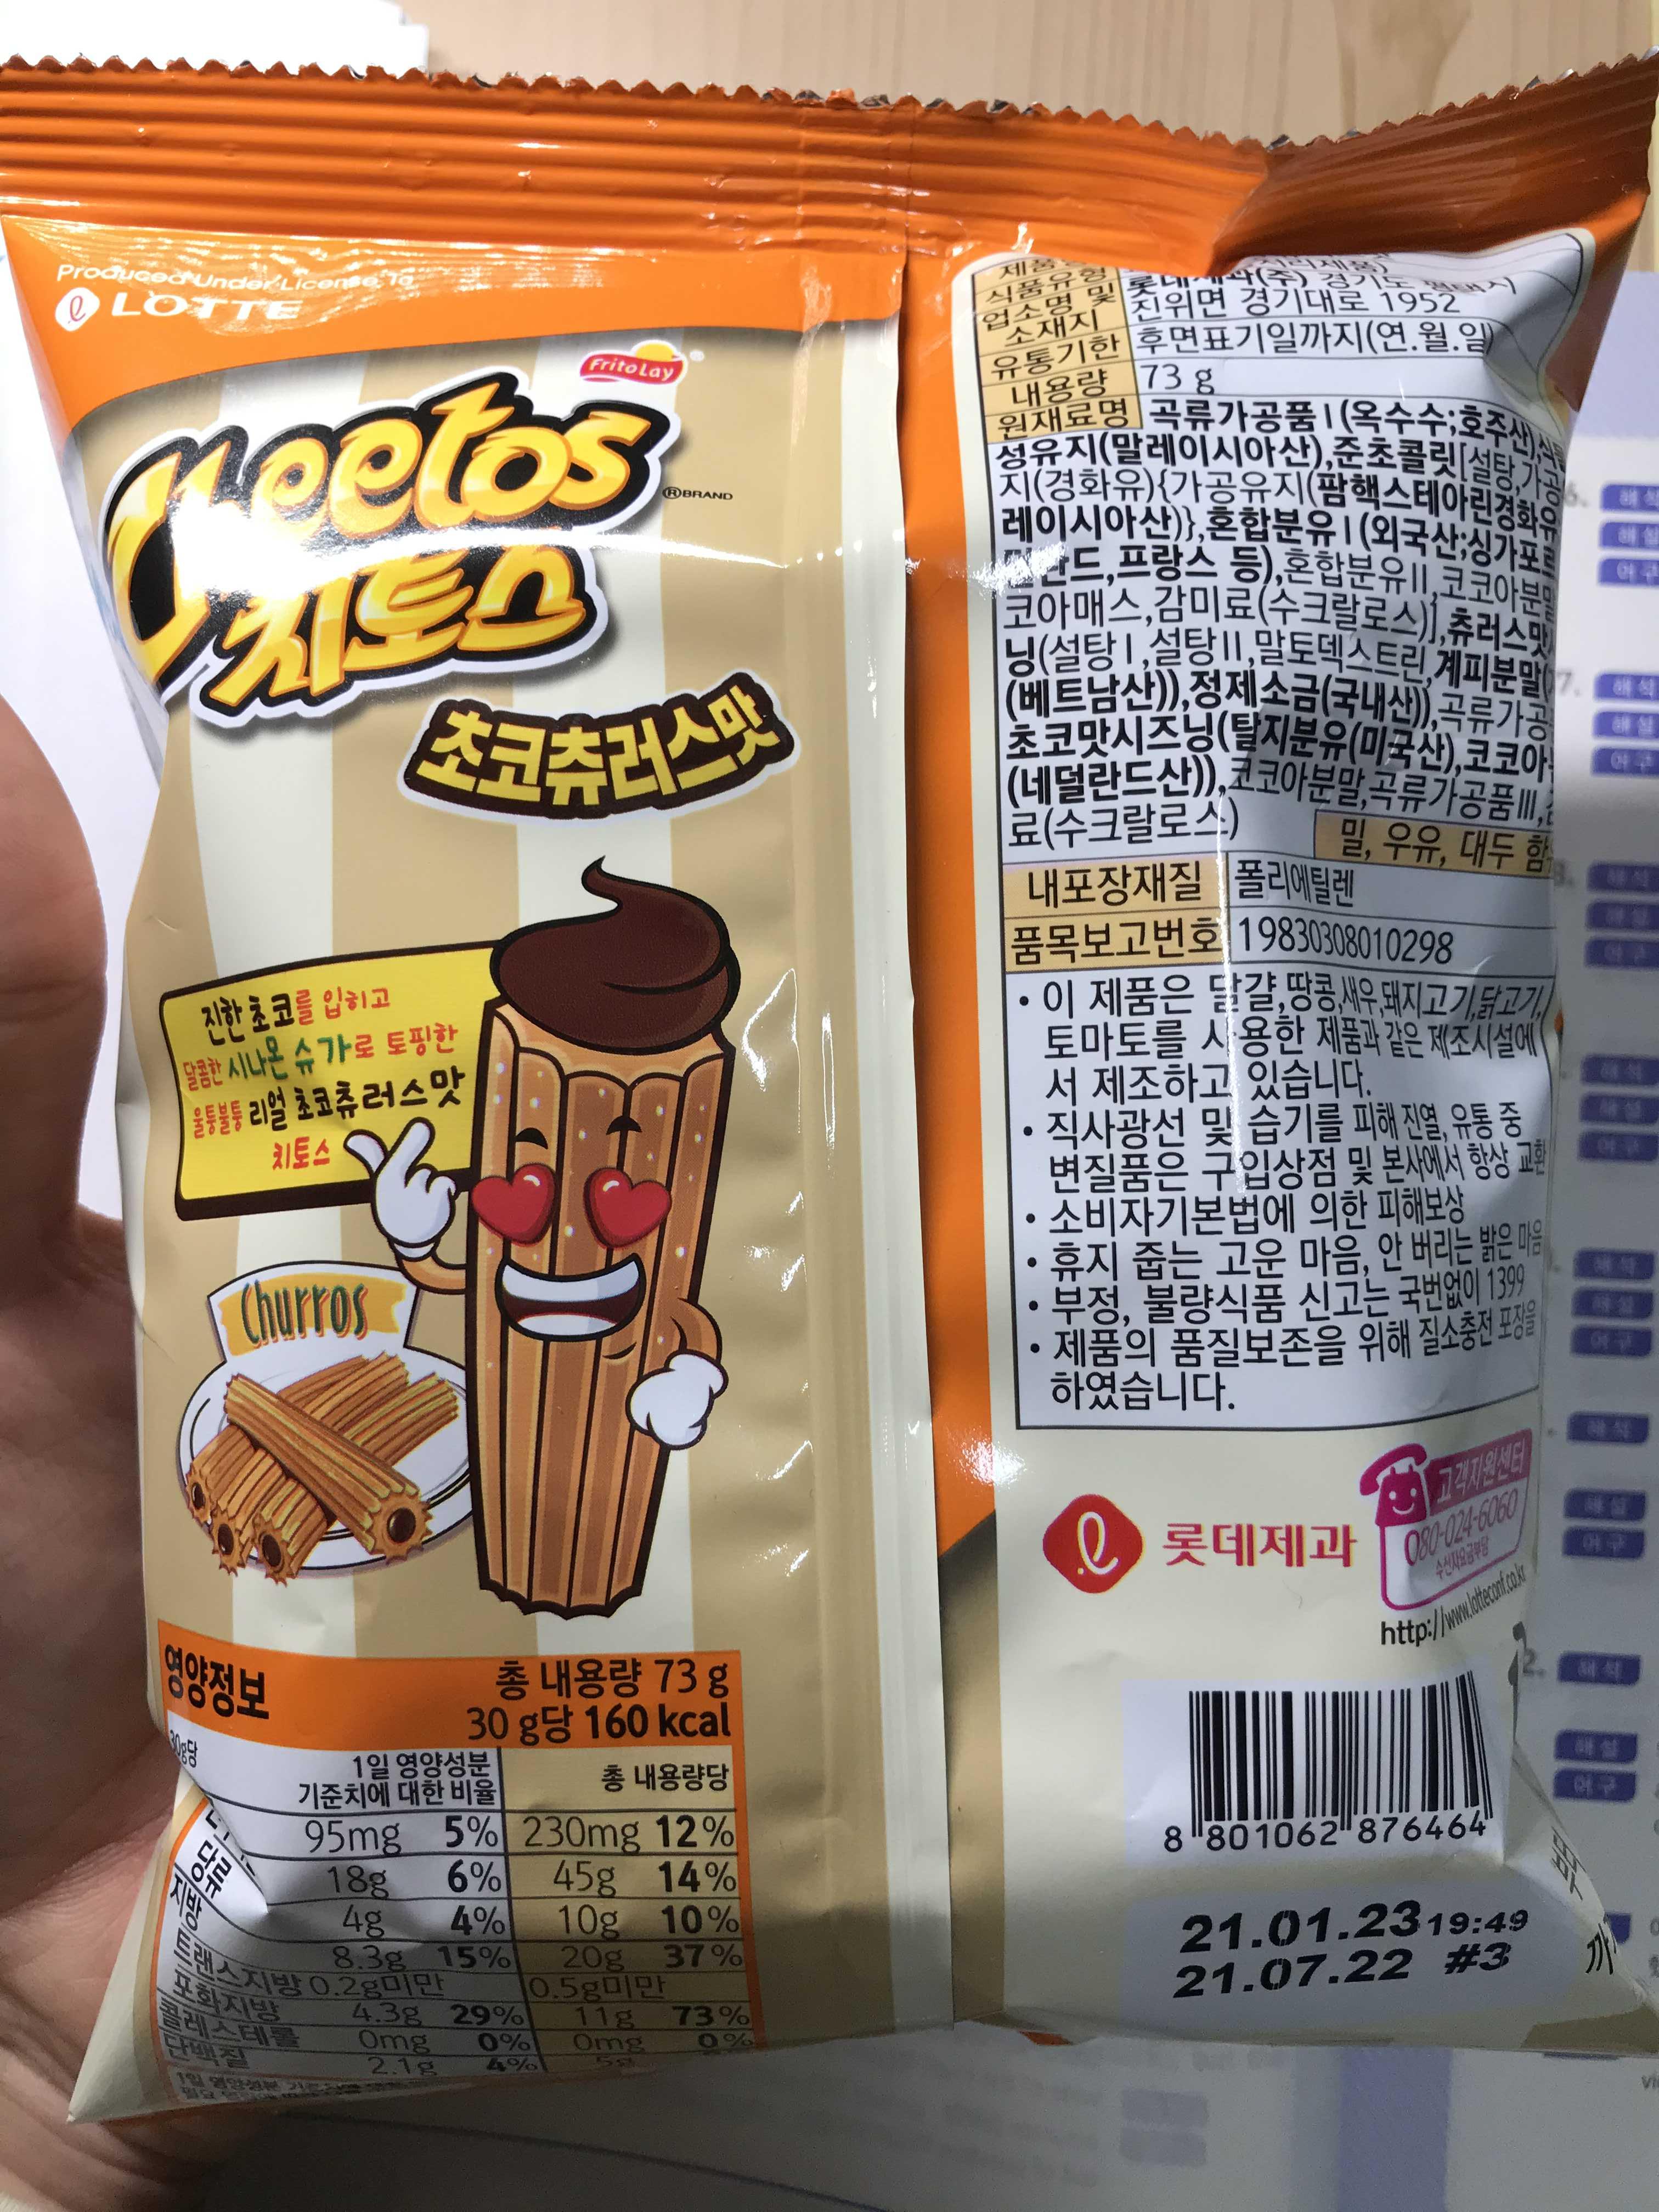 Produced Under License To
LOTTE
FritoLay
Cheetos
®BRAND
치토스
초코츄러스맛
진한 초코를 입히고
달콤한 시나몬 슈가로 토핑한
울퉁불퉁 리얼 초코츄러스맛
치토스
Churros
영양정보
총 내용량 73 g
30 g당 160 kcal
30g당
1일 영양성분
기준치에 대한 비율
총 내용량당
95mg 5% 230mg 12%
18g 6% 45g 14%
당류 4g 4% 10g 10%
지방 8.3g 15% 20g 37%
트랜스지방 0.2g미만 0.5g미만
포화지방 4.3g 29% 11g 73%
콜레스테롤 0mg 0% 0mg 0%
단백질 2.1g 4% 5g
1일 영양성분
식품유형
업소명 및
소재지
롯데제과(주) 경기도 평택시
진위면 경기대로 1952
유통기한 후면표기일까지(연.월.일)
내용량 73 g
원재료명 곡류가공품Ⅰ(옥수수;호주산),식물
성유지(말레이시아산),준초콜릿[설탕,가공유
지(경화유){가공유지(팜핵스테아린경화유
레이시아산)},혼합분유Ⅰ(외국산;싱가포르
란드,프랑스 등),혼합분유Ⅱ,코코아분말
코아매스,감미료(수크랄로스)],츄러스맛
닝(설탕Ⅰ,설탕Ⅱ,말토덱스트린,계피분말
(베트남산)),정제소금(국내산)),곡류가공
초코맛시즈닝(탈지분유(미국산),코코아
(네덜란드산)),코코아분말,곡류가공품Ⅲ,
료(수크랄로스)
밀, 우유, 대두 함
내포장재질 폴리에틸렌
품목보고번호 19830308010298
• 이 제품은 달걀,땅콩,새우,돼지고기,닭고기,
토마토를 사용한 제품과 같은 제조시설에
서 제조하고 있습니다.
• 직사광선 및 습기를 피해 진열, 유통 중
변질품은 구입상점 및 본사에서 항상 교환
• 소비자기본법에 의한 피해보상
• 휴지 줍는 고운 마음, 안 버리는 밝은 마음
• 부정, 불량식품 신고는 국번없이 1399
• 제품의 품질보존을 위해 질소충전 포장을
하였습니다.
롯데제과
고객지원센터
080-024-6060
수신자요금부담
http://www.lotteconf.co.kr
8 801062 876464
21.01.23 19:49
21.07.22 #3